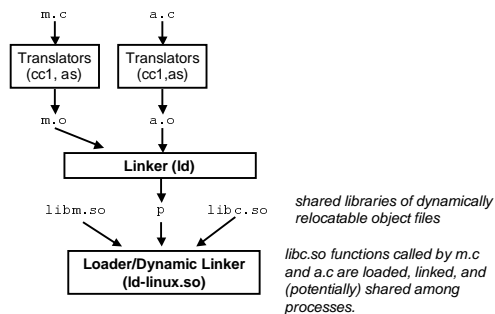 m.c a.c
Translators
(cc1, as)
Translators
(cc1,as)
m.o a.o
Linker (ld)
libm.so p libc.so
shared libraries of dynamically
relocatable object files
Loader/Dynamic Linker
(ld-linux.so)
libc.so functions called by m.c
and a.c are loaded, linked, and
(potentially) shared among
processes.